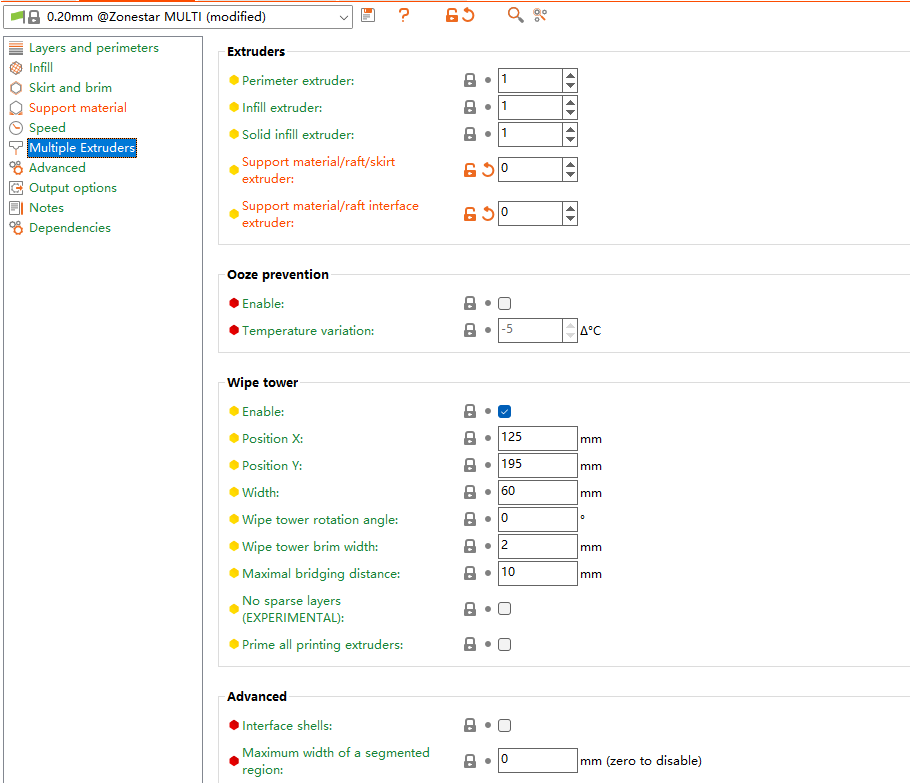 0.20mm @Zonestar MULTI (modified)
Layers and perimeters
Infill
Skirt and brim
Support material
Speed
Multiple Extruders
Advanced
Output options
Notes
Dependencies
Extruders
Perimeter extruder: 1
Infill extruder: 1
Solid infill extruder: 1
Support material/raft/skirt
extruder: 0
Support material/raft interface
extruder: 0
Ooze prevention
Enable:
Temperature variation: -5 Δ°C
Wipe tower
Enable:
Position X: 125 mm
Position Y: 195 mm
Width: 60 mm
Wipe tower rotation angle: 0 °
Wipe tower brim width: 2 mm
Maximal bridging distance: 10 mm
No sparse layers
(EXPERIMENTAL):
Prime all printing extruders:
Advanced
Interface shells:
Maximum width of a segmented
region: 0 mm (zero to disable)